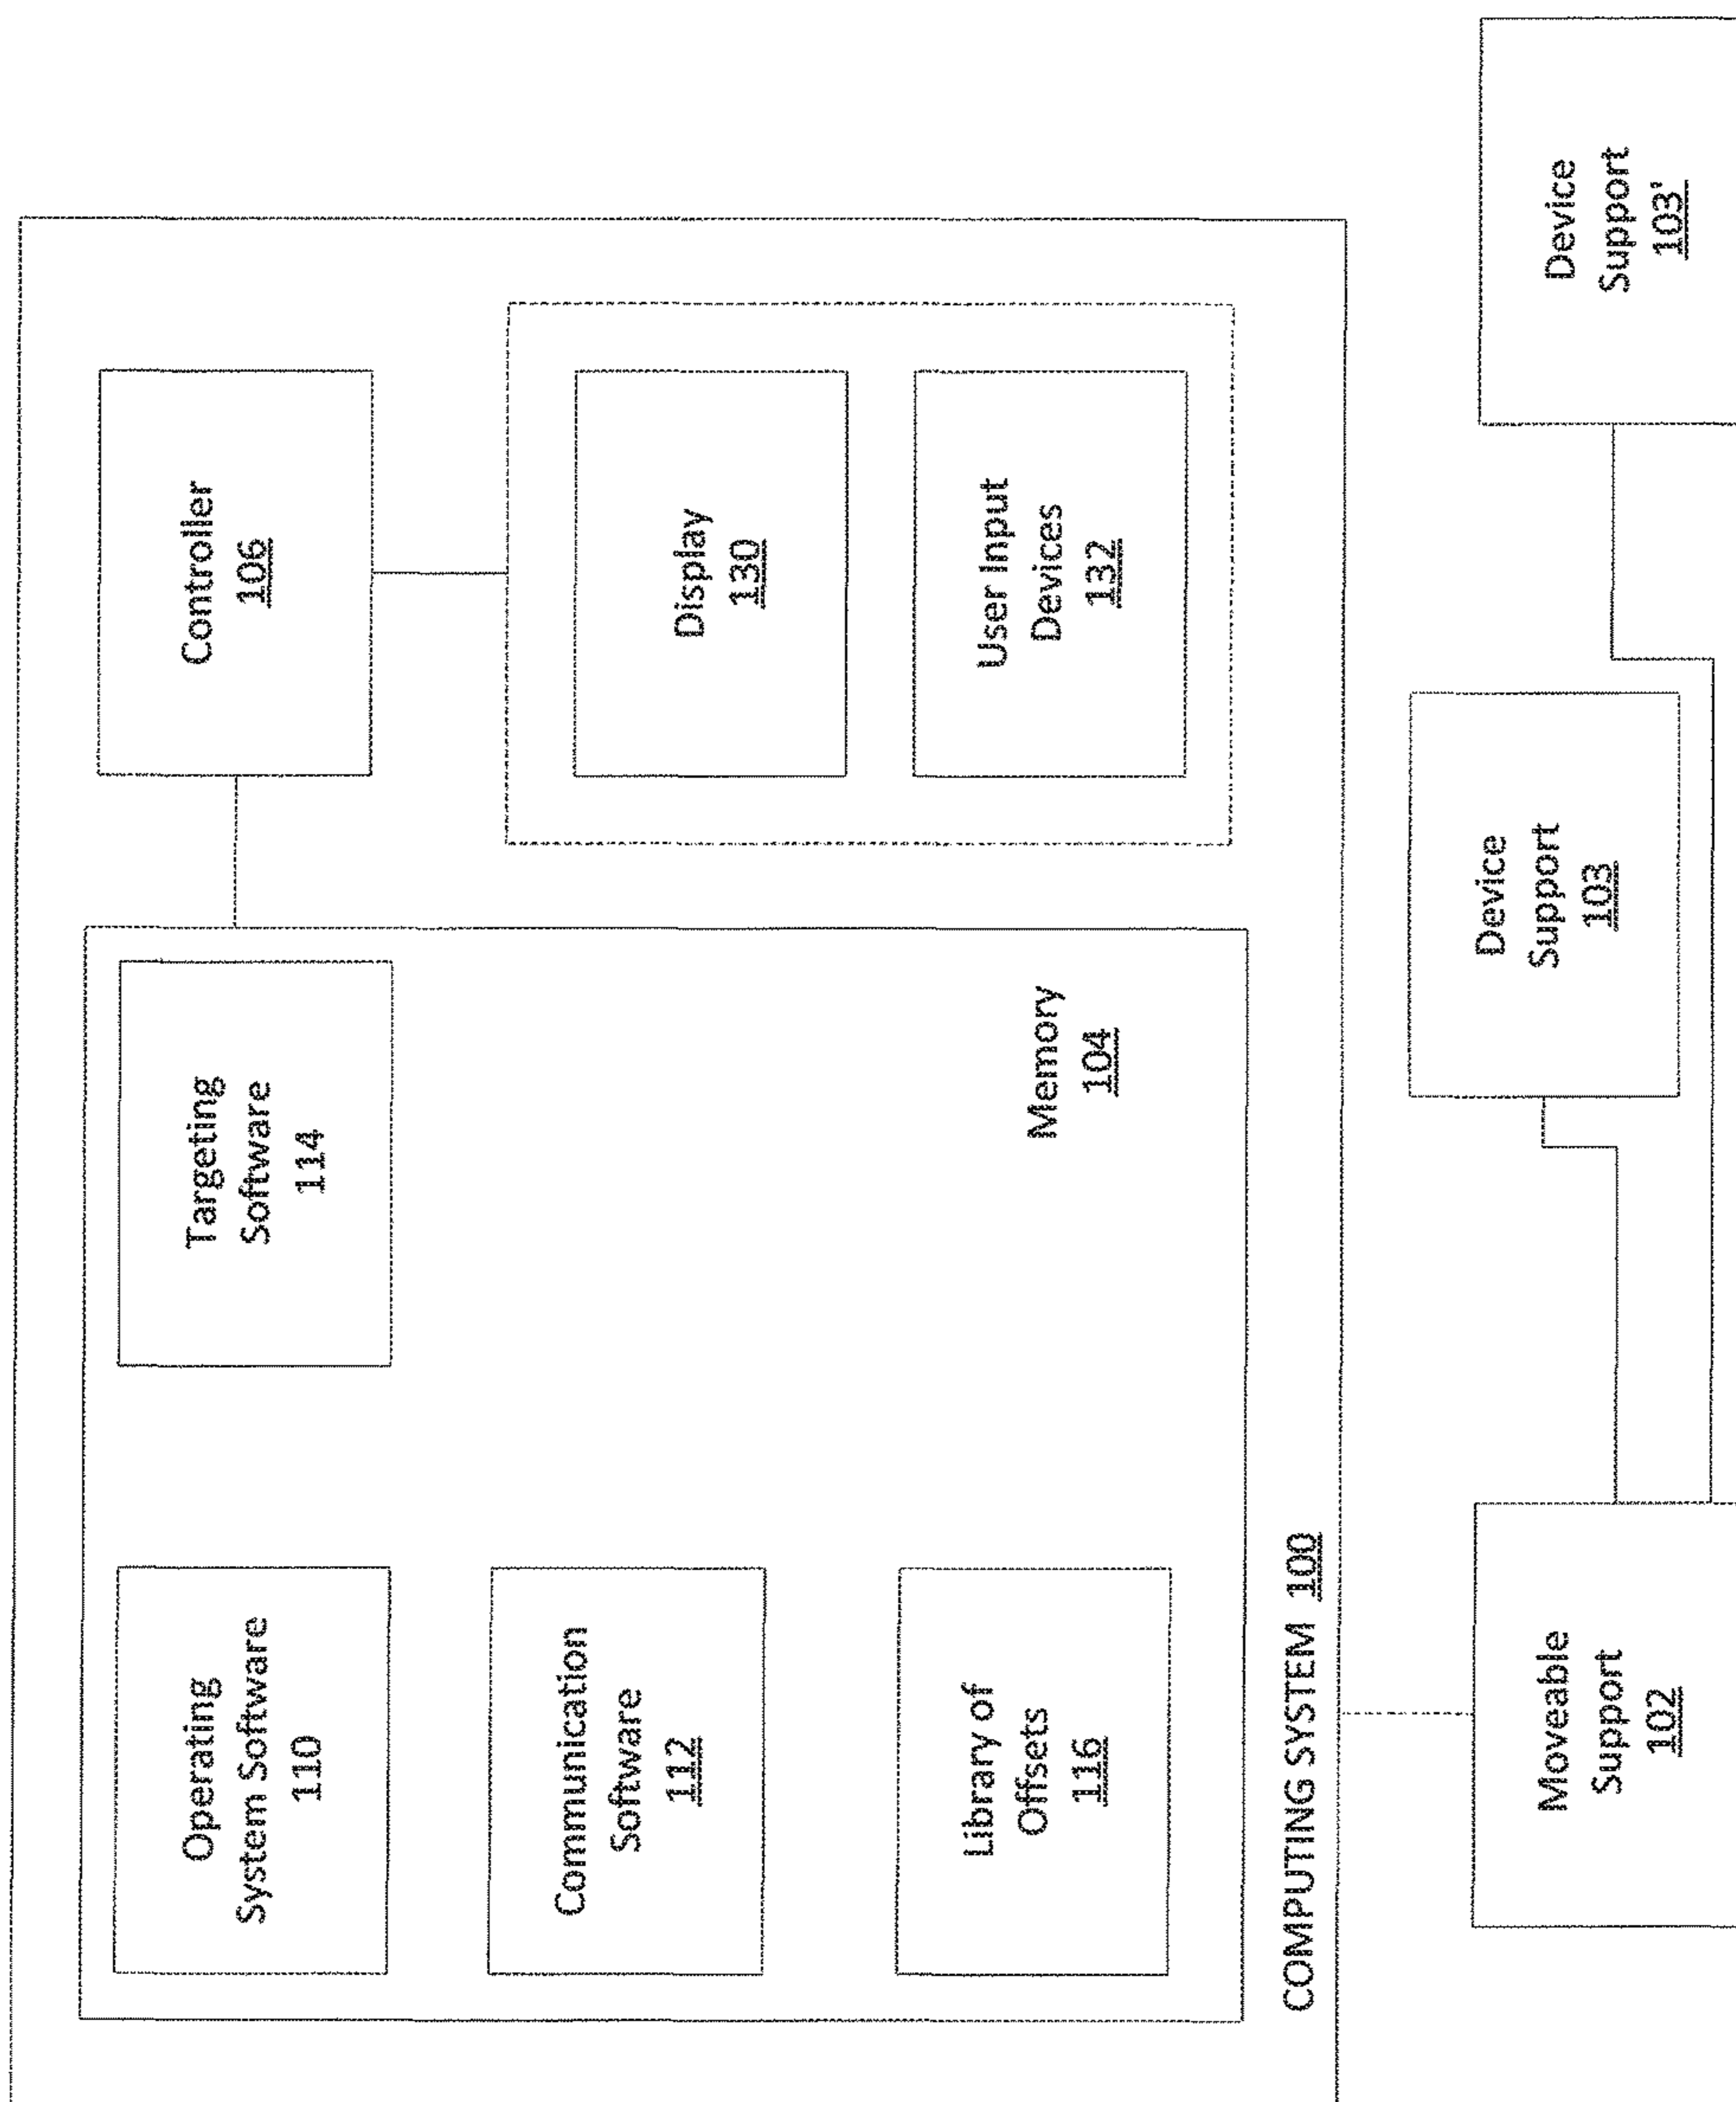 Operating
System Software
110
Targeting
Software
114
Controller
106
Communication
Software
112
Display
130
Library of
Offsets
116
Memory
104
User Input
Devices
132
COMPUTING SYSTEM 100
Moveable
Support
102
Device
Support
103
Device
Support
103'